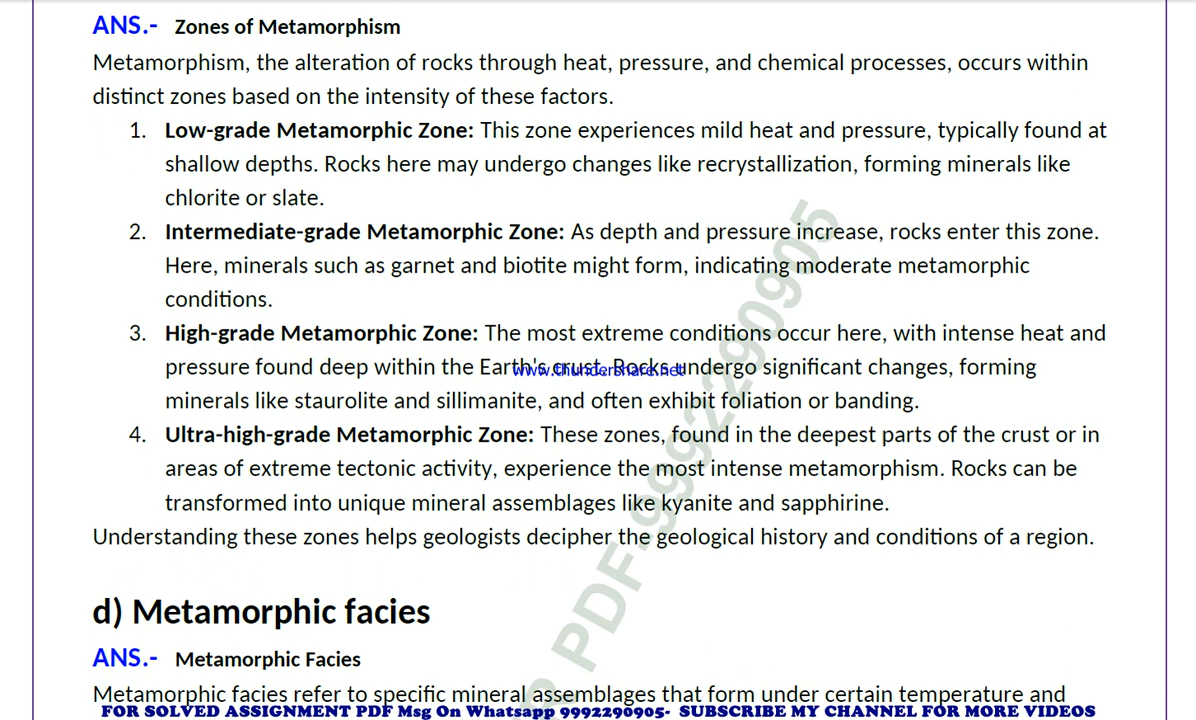 ANS.- Zones of Metamorphism
Metamorphism, the alteration of rocks through heat, pressure, and chemical processes, occurs within
distinct zones based on the intensity of these factors.
1. Low-grade Metamorphic Zone: This zone experiences mild heat and pressure, typically found at
shallow depths. Rocks here may undergo changes like recrystallization, forming minerals like
chlorite or slate.
2. Intermediate-grade Metamorphic Zone: As depth and pressure increase, rocks enter this zone.
Here, minerals such as garnet and biotite might form, indicating moderate metamorphic
conditions.
3. High-grade Metamorphic Zone: The most extreme conditions occur here, with intense heat and
pressure found deep within the Earth's crust. Rocks undergo significant changes, forming
www.thundershare.net
minerals like staurolite and sillimanite, and often exhibit foliation or banding.
4. Ultra-high-grade Metamorphic Zone: These zones, found in the deepest parts of the crust or in
areas of extreme tectonic activity, experience the most intense metamorphism. Rocks can be
transformed into unique mineral assemblages like kyanite and sapphirine.
Understanding these zones helps geologists decipher the geological history and conditions of a region.
PDF-9992290905
d) Metamorphic facies
ANS.- Metamorphic Facies
Metamorphic facies refer to specific mineral assemblages that form under certain temperature and
FOR SOLVED ASSIGNMENT PDF Msg On Whatsapp 9992290905- SUBSCRIBE MY CHANNEL FOR MORE VIDEOS